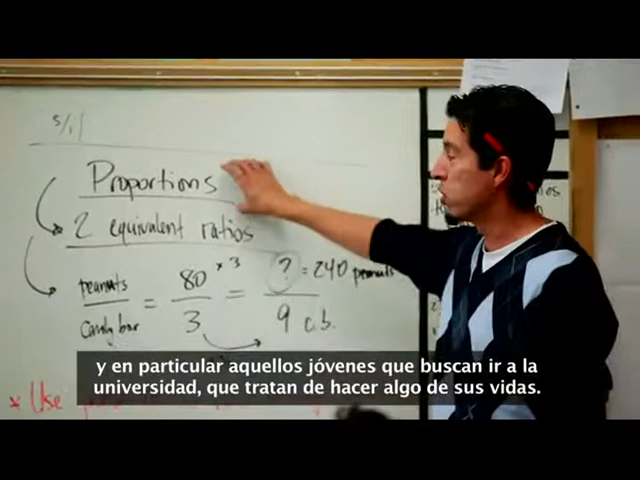 5/11
Proportions
2 equivalent ratios
peanuts / candy bar = 80 ×3 / 3 = ? / 9 c.b. = 240 peanuts
* Use
y en particular aquellos jóvenes que buscan ir a la
universidad, que tratan de hacer algo de sus vidas.